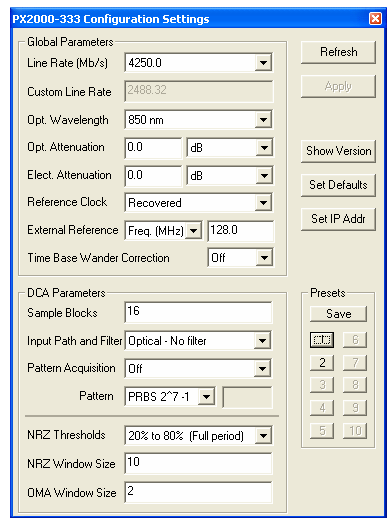 PX2000-333 Configuration Settings
Global Parameters
Line Rate (Mb/s) 4250.0
Custom Line Rate 2488.32
Opt. Wavelength 850 nm
Opt. Attenuation 0.0 dB
Elect. Attenuation 0.0 dB
Reference Clock Recovered
External Reference Freq. (MHz) 128.0
Time Base Wander Correction Off
Refresh
Apply
Show Version
Set Defaults
Set IP Addr
DCA Parameters
Sample Blocks 16
Input Path and Filter Optical - No filter
Pattern Acquisition Off
Pattern PRBS 2^7 -1
NRZ Thresholds 20% to 80% (Full period)
NRZ Window Size 10
OMA Window Size 2
Presets
Save
1 6
2 7
3 8
4 9
5 10